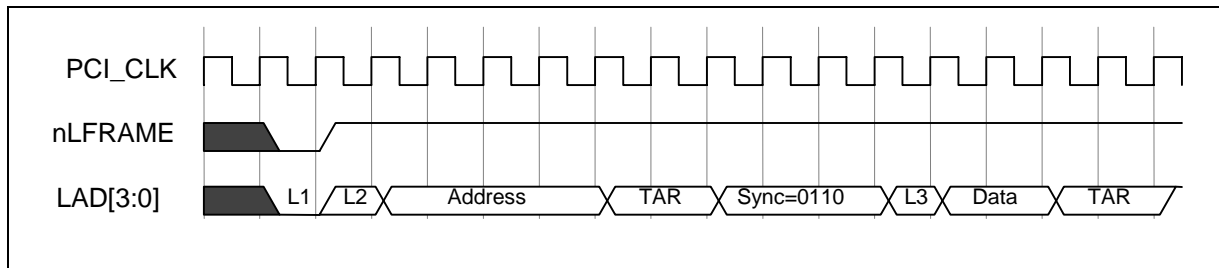 PCI_CLK
nLFRAME
LAD[3:0] L1 L2 Address TAR Sync=0110 L3 Data TAR